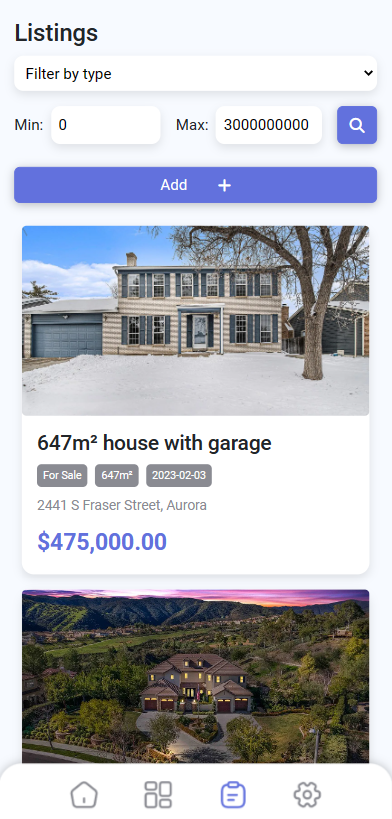 Listings
Filter by type
Min: 0 Max: 3000000000
Add +
647m² house with garage
For Sale 647m² 2023-02-03
2441 S Fraser Street, Aurora
$475,000.00